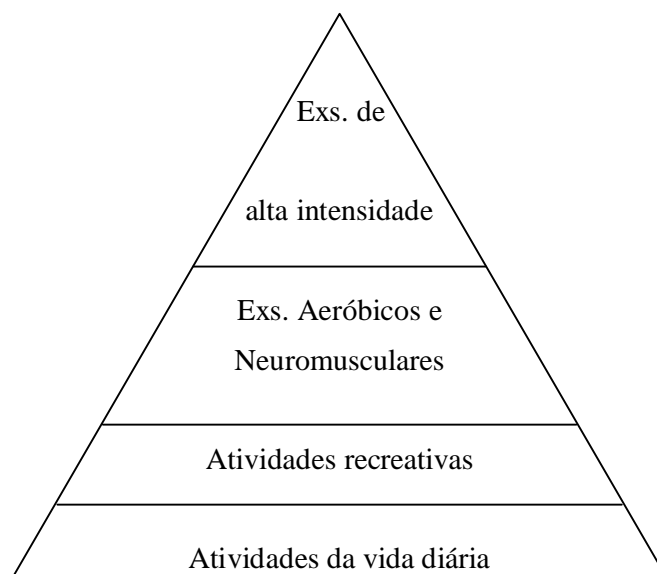 Exs. de
alta intensidade
Exs. Aeróbicos e
Neuromusculares
Atividades recreativas
Atividades da vida diária